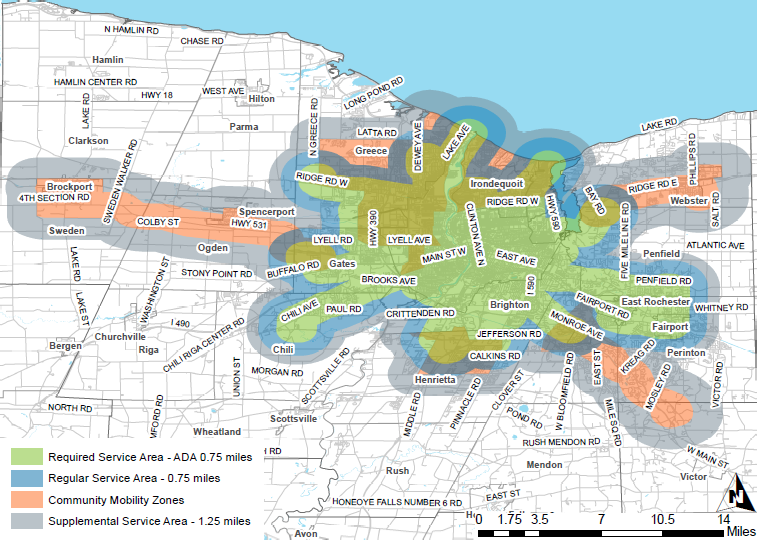 N HAMLIN RD
CHASE RD
Hamlin
HAMLIN CENTER RD
HWY 18
WEST AVE
Hilton
LONG POND RD
LAKE RD
Parma
N GREECE RD
LATTA RD
DEWEY AVE
LAKE AVE
LAKE RD
Clarkson
Greece
PHILLIPS RD
SWEDEN WALKER RD
RIDGE RD W
Irondequoit
RIDGE RD E
Brockport
4TH SECTION RD
RIDGE RD W
HWY 590
BAY RD
Webster
SALT RD
Spencerport
COLBY ST
HWY 531
HWY 390
CLINTON AVE N
FIVE MILE LINE RD
Sweden
Ogden
LYELL RD
LYELL AVE
MAIN ST W
EAST AVE
ATLANTIC AVE
Penfield
LAKE RD
BUFFALO RD
Gates
STONY POINT RD
BROOKS AVE
I 590
PENFIELD RD
WASHINGTON ST
LAKE ST
CHILI AVE
PAUL RD
CRITTENDEN RD
Brighton
FAIRPORT RD
East Rochester
WHITNEY RD
I 490
Churchville
CHILI RIGA CENTER RD
JEFFERSON RD
MONROE AVE
Fairport
Bergen
Riga
Chili
CALKINS RD
KREAG RD
Perinton
UNION ST
MORGAN RD
SCOTTSVILLE RD
Henrietta
EAST ST
MOSLEY RD
VICTOR RD
NORTH RD
MFORD RD
Scottsville
MIDDLE RD
PINNACLE RD
CLOVER ST
POND RD
W BLOOMFIELD RD
MILE SQ RD
Wheatland
RUSH MENDON RD
H RD
W MAIN ST
Rush
Mendon
Victor
HONEOYE FALLS NUMBER 6 RD
EAST ST
Avon
Required Service Area - ADA 0.75 miles
Regular Service Area - 0.75 miles
Community Mobility Zones
Supplemental Service Area - 1.25 miles
N
0 1.75 3.5 7 10.5 14
Miles